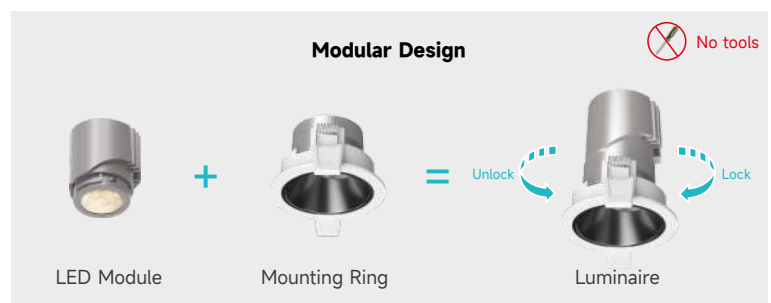 Modular Design
No tools
+
=
Unlock
Lock
LED Module
Mounting Ring
Luminaire